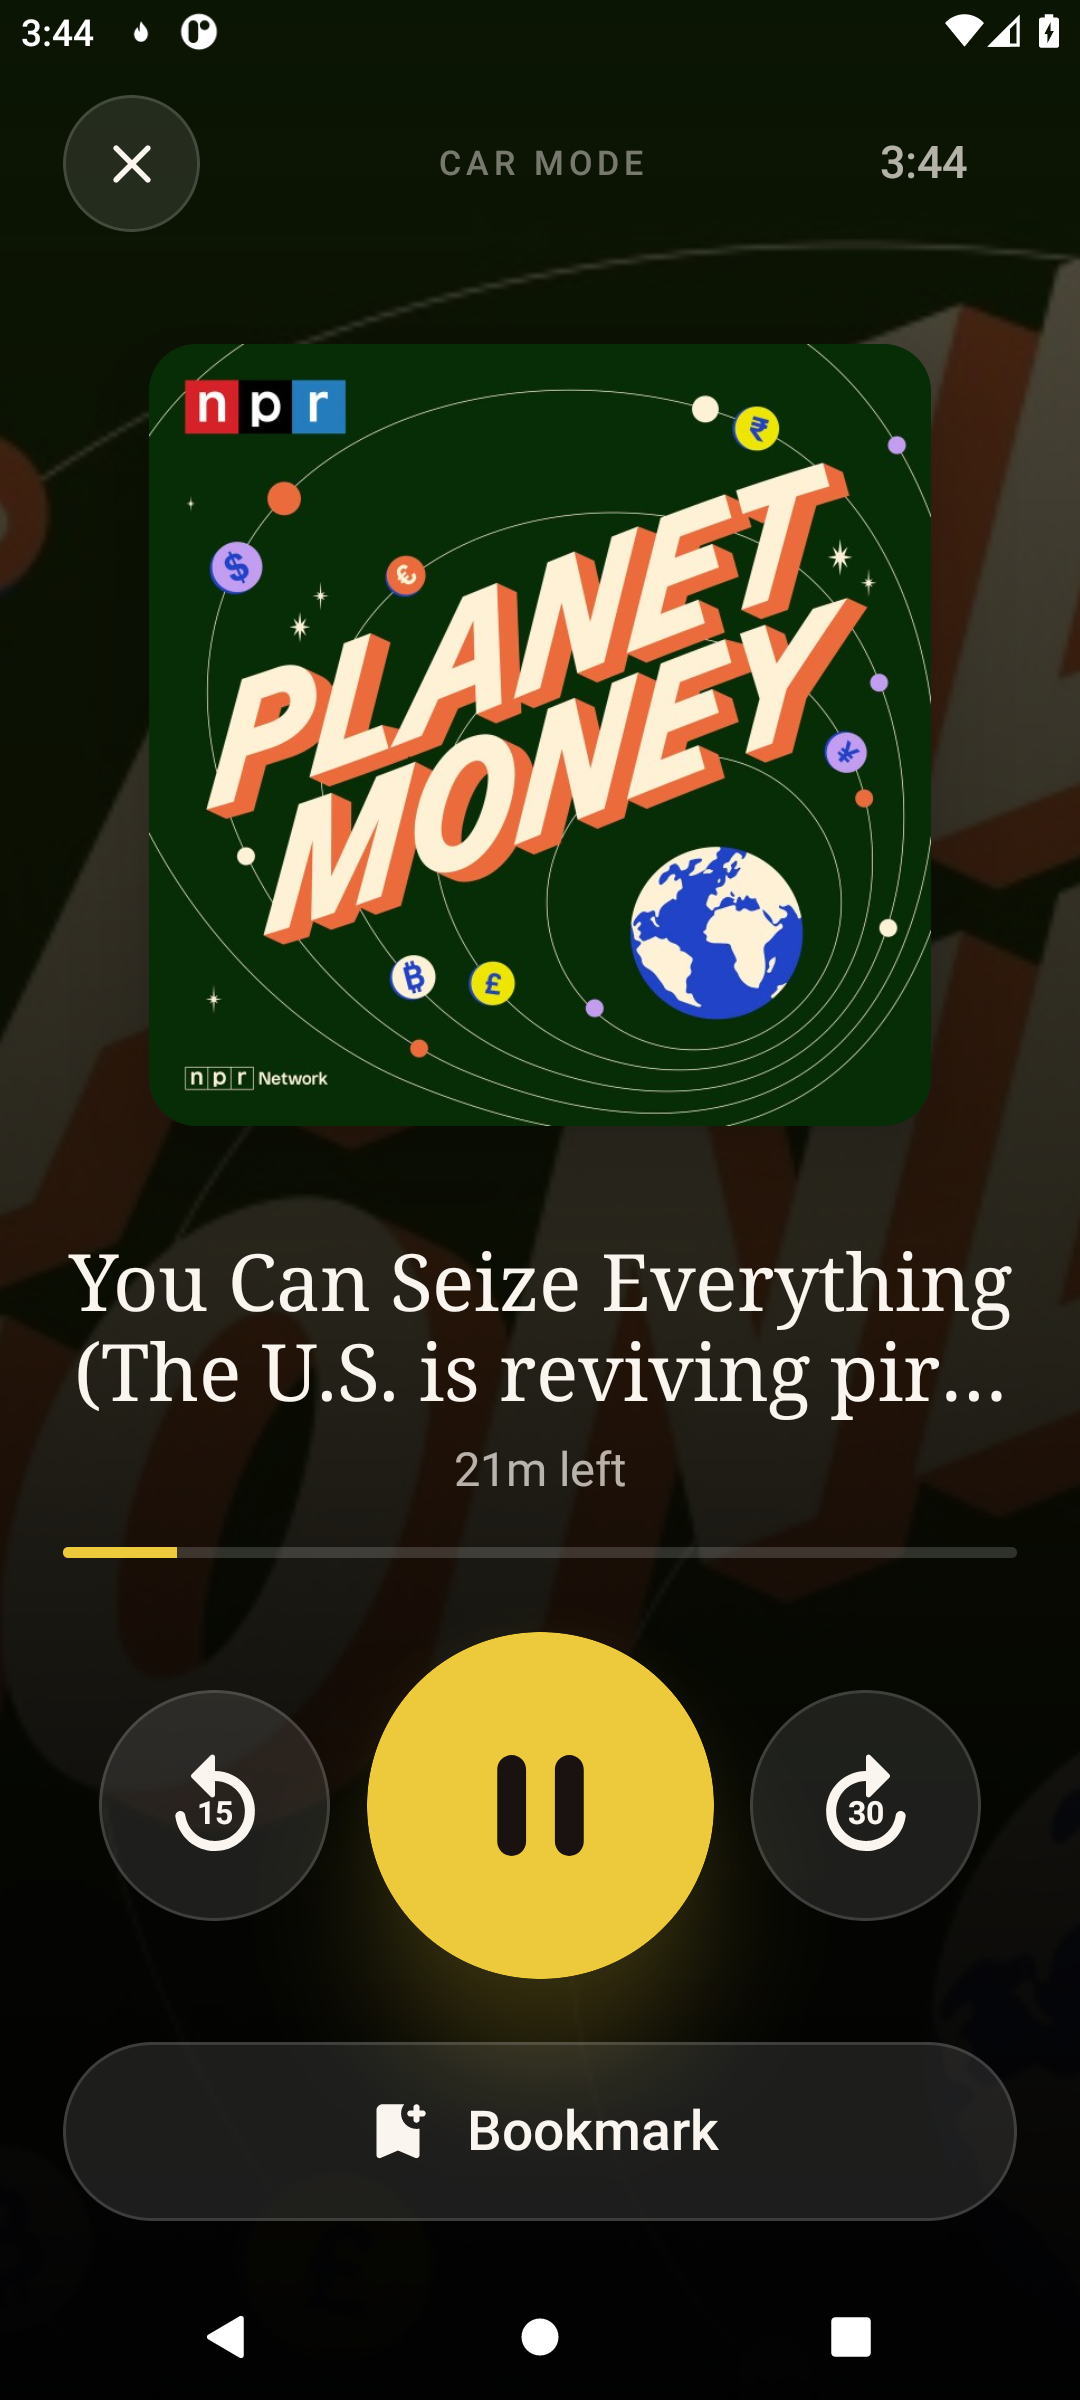 3:44
CAR MODE
3:44
npr
PLANET
MONEY
npr Network
You Can Seize Everything
(The U.S. is reviving pir…
21m left
15
30
Bookmark